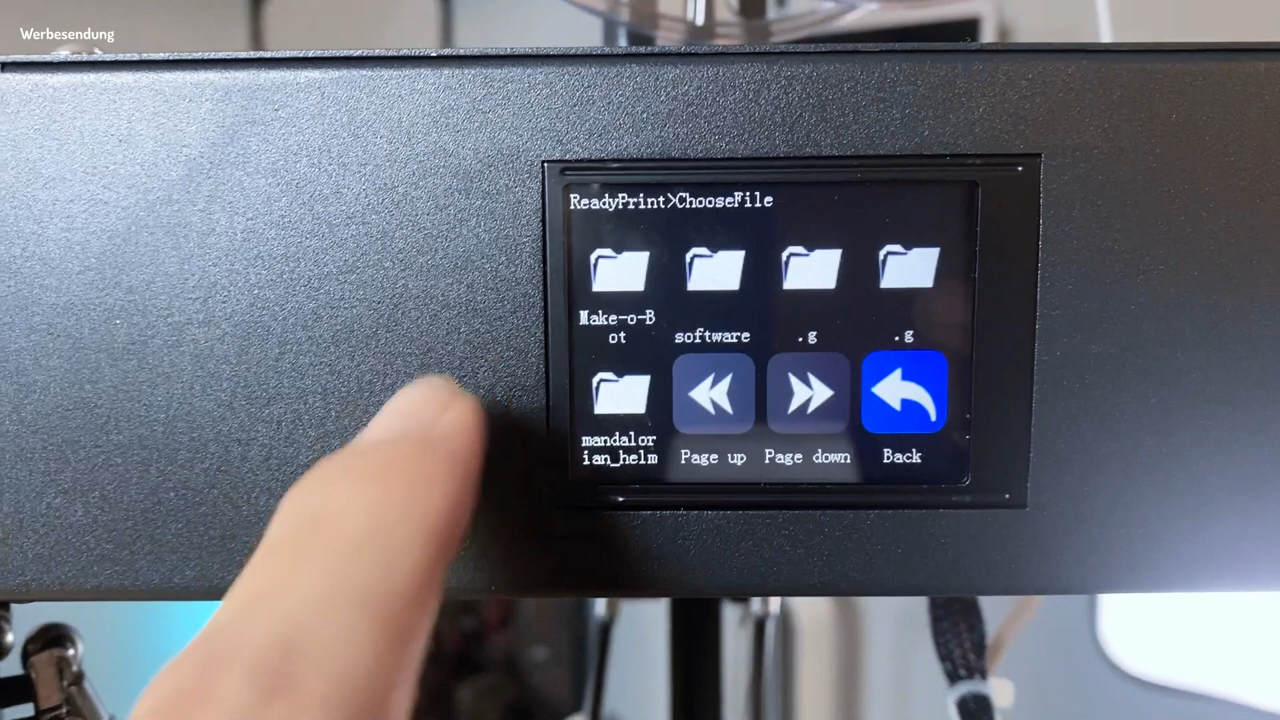 Werbesendung
ReadyPrint>ChooseFile
Make-o-B
ot
software
.g
.g
mandalor
ian_helm
Page up
Page down
Back